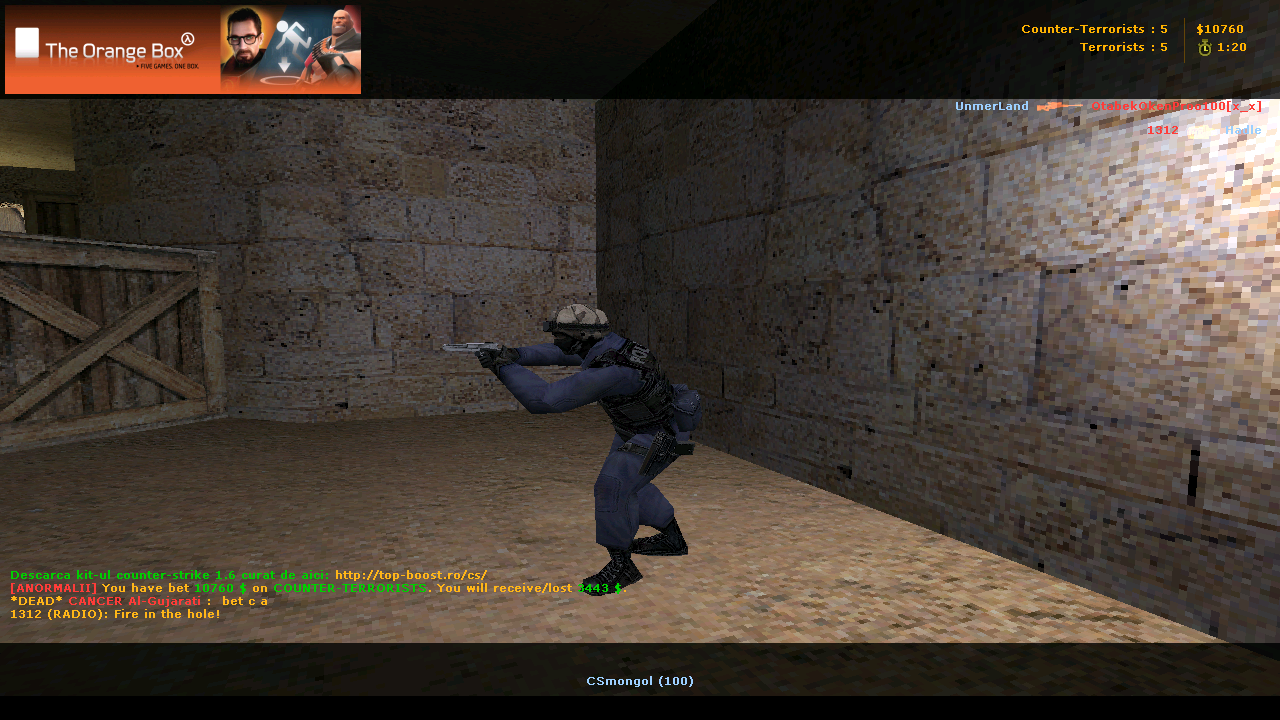 The Orange Box
• FIVE GAMES. ONE BOX.
Counter-Terrorists : 5
$10760
Terrorists : 5
1:20
UnmerLand
1312 Hadle
POL
Descarca kit-ul counter-strike 1.6 curat de aici: http://top-boost.ro/cs/
[ANORMALII] You have bet 10760 $ on COUNTER-TERRORISTS. You will receive/lost 3443 $.
*DEAD* CANCER Al-Gujarati : bet c a
1312 (RADIO): Fire in the hole!
CSmongol (100)